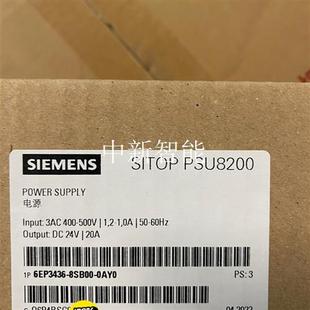 中新智能
SIEMENS SITOP PSU8200
POWER SUPPLY
电源
Input: 3AC 400-500V | 1,2-1,0A | 50-60Hz
Output: DC 24V | 20A
1P 6EP3436-8SB00-0AY0 PS: 3